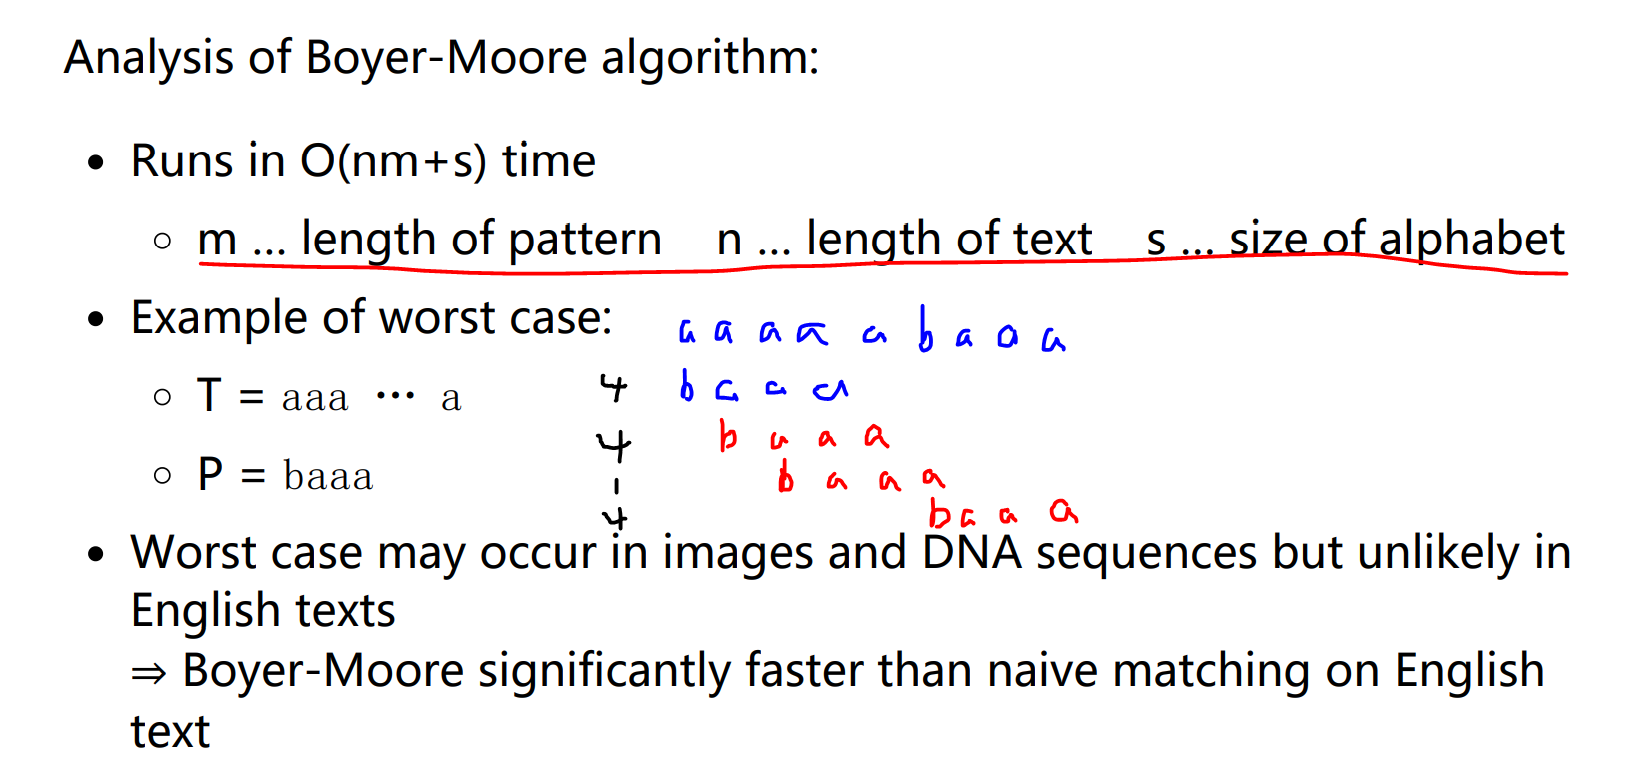 Analysis of Boyer-Moore algorithm:
• Runs in O(nm+s) time
○ m ... length of pattern n ... length of text s ... size of alphabet
• Example of worst case:
a a a a a b a a a
○ T = aaa ⋯ a
4 b a a a
4 b a a a
○ P = baaa
b a a a
4 b a a a
• Worst case may occur in images and DNA sequences but unlikely in
English texts
⇒ Boyer-Moore significantly faster than naive matching on English
text